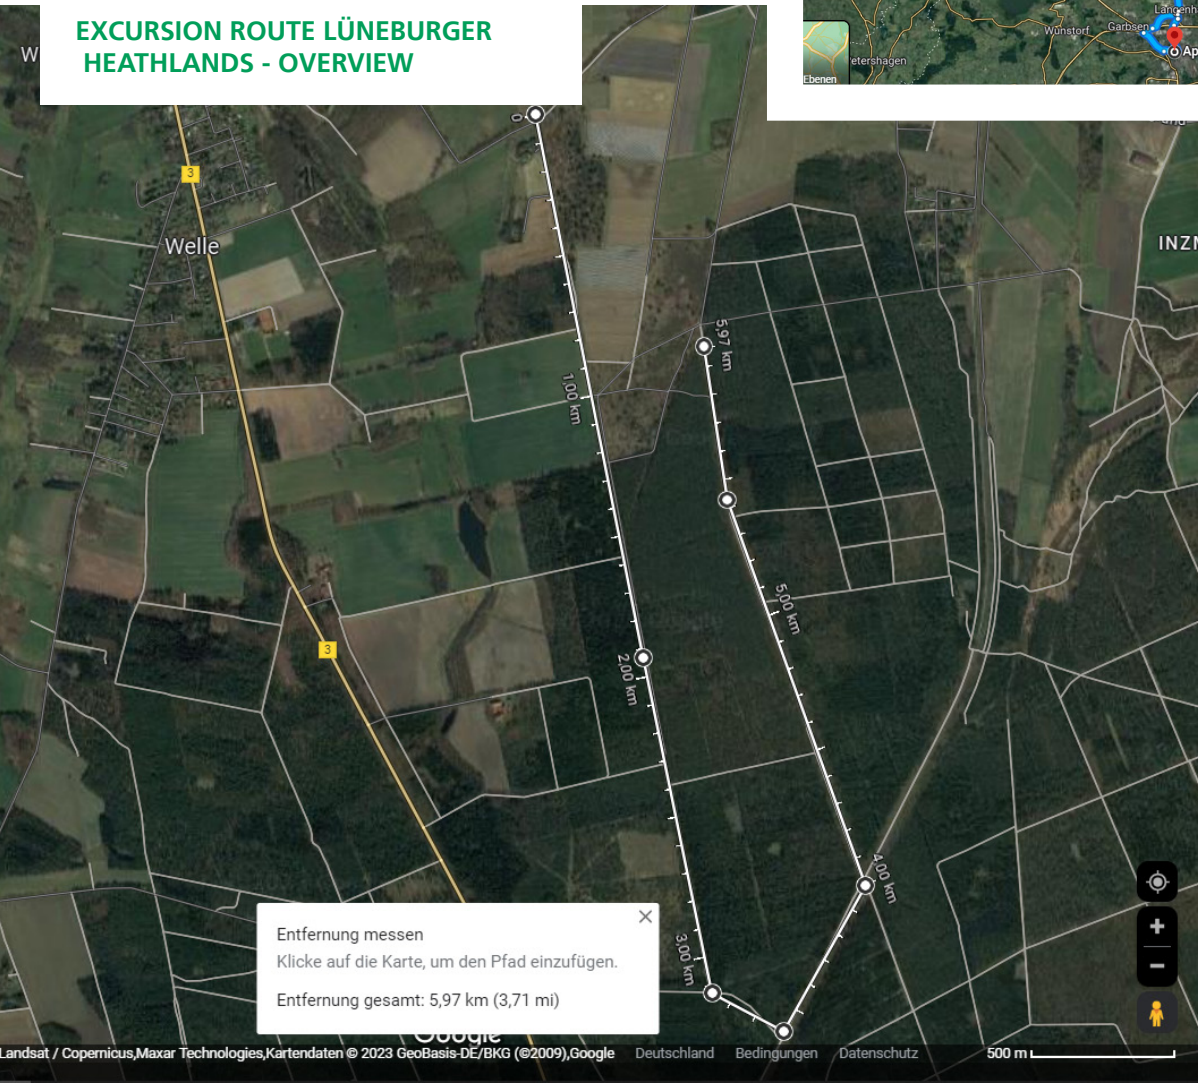 EXCURSION ROUTE LÜNEBURGER
HEATHLANDS - OVERVIEW
Wunstorf
Garbsen
Ap
etershagen
Ebenen
W
0
3
Welle
INZM
5,97 km
1,00 km
5,00 km
3
2,00 km
4,00 km
3,00 km
Entfernung messen
Klicke auf die Karte, um den Pfad einzufügen.
Entfernung gesamt: 5,97 km (3,71 mi)
Google
Landsat / Copernicus,Maxar Technologies,Kartendaten © 2023 GeoBasis-DE/BKG (©2009),Google Deutschland Bedingungen Datenschutz 500 m